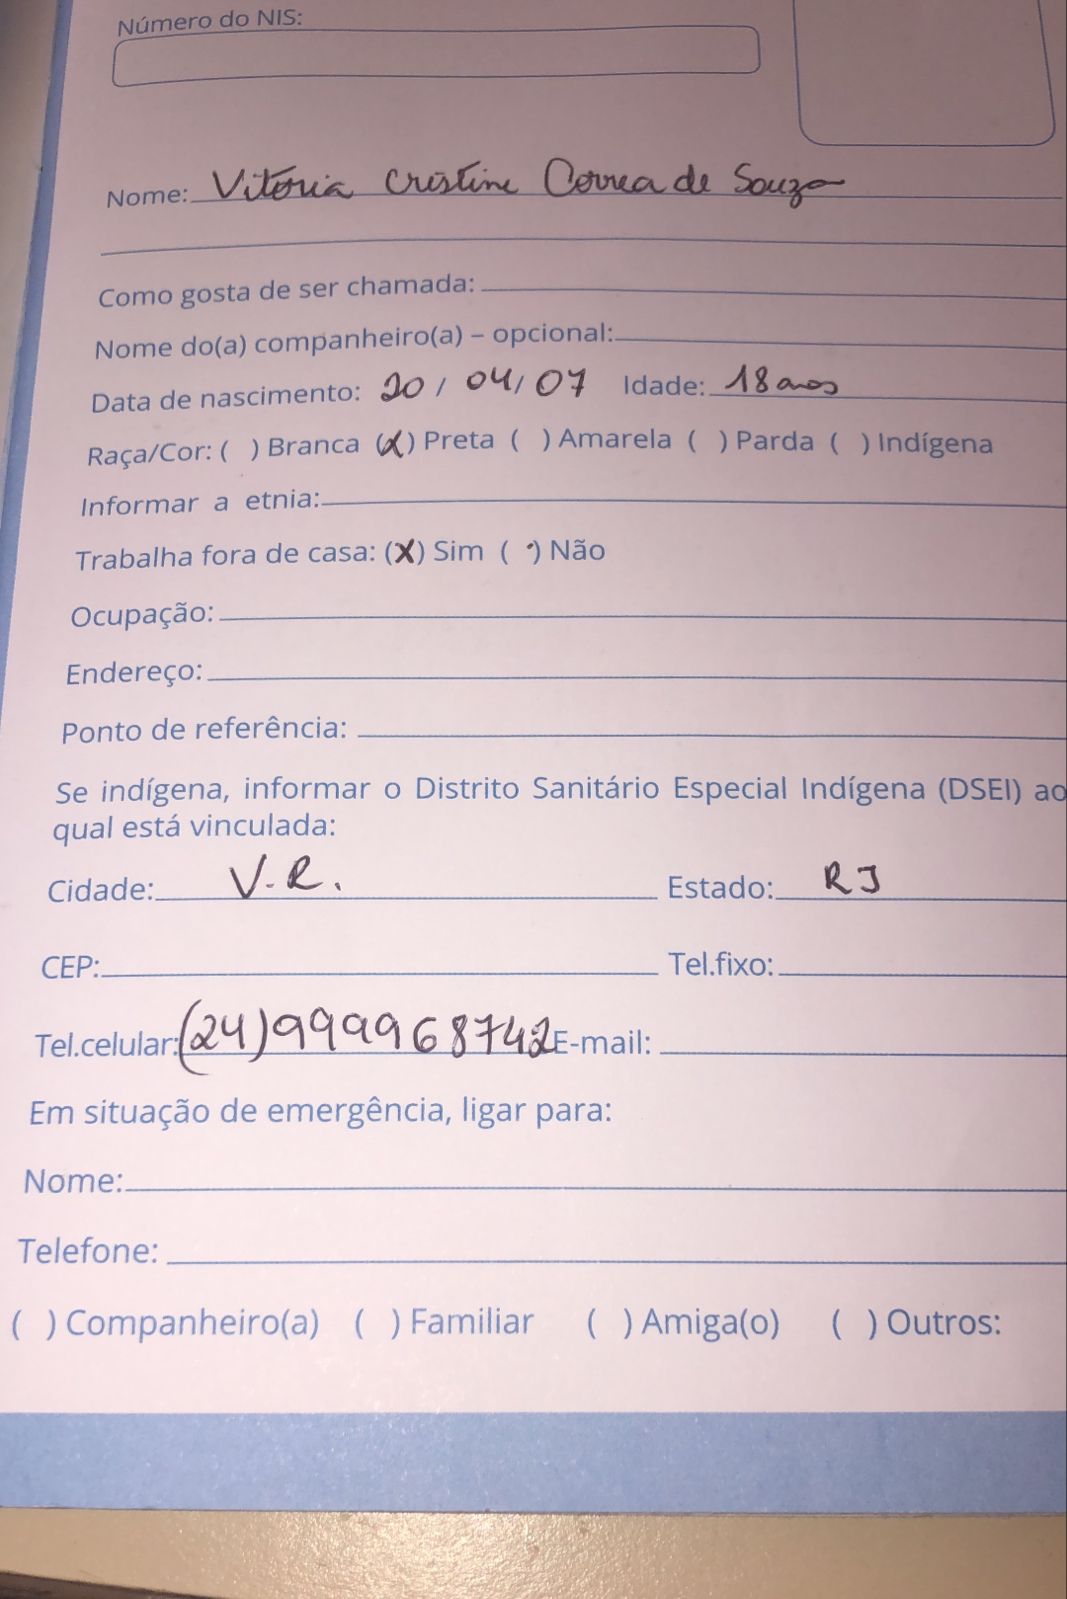 Número do NIS:
Nome: Vitória Cristine Correa de Souza
Como gosta de ser chamada:
Nome do(a) companheiro(a) – opcional:
Data de nascimento: 20 / 04 / 07 Idade: 18 anos
Raça/Cor: ( ) Branca (X) Preta ( ) Amarela ( ) Parda ( ) Indígena
Informar a etnia:
Trabalha fora de casa: (X) Sim ( ) Não
Ocupação:
Endereço:
Ponto de referência:
Se indígena, informar o Distrito Sanitário Especial Indígena (DSEI) ao
qual está vinculada:
Cidade: V.R. Estado: RJ
CEP: Tel.fixo:
Tel.celular: (24) 999968742 E-mail:
Em situação de emergência, ligar para:
Nome:
Telefone:
( ) Companheiro(a) ( ) Familiar ( ) Amiga(o) ( ) Outros: